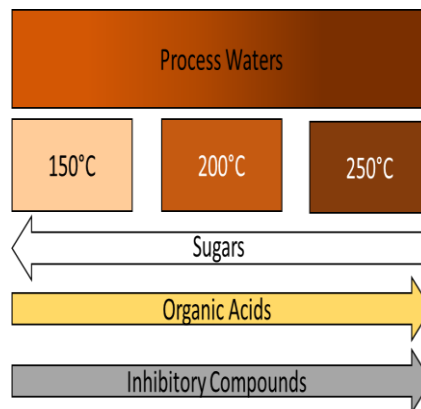 Process Waters
150°C
200°C
250°C
Sugars
Organic Acids
Inhibitory Compounds